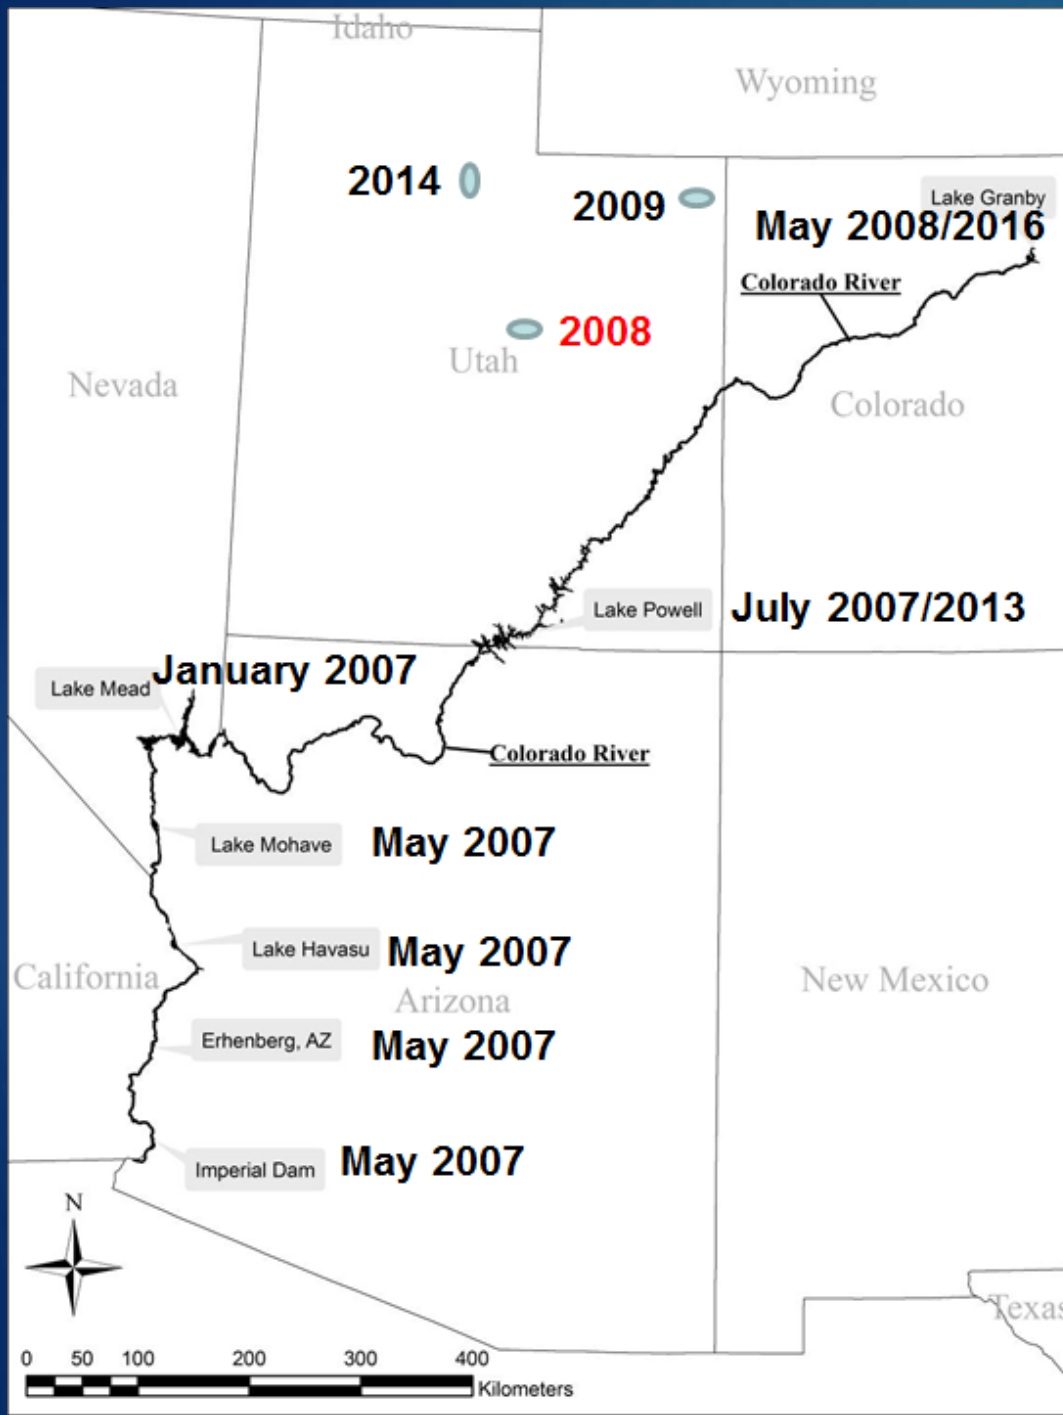 Idaho
Wyoming
2014
2009
Lake Granby
May 2008/2016
Colorado River
2008
Utah
Nevada
Colorado
Lake Powell
July 2007/2013
January 2007
Lake Mead
Colorado River
Lake Mohave
May 2007
Lake Havasu
May 2007
California
Arizona
New Mexico
Erhenberg, AZ
May 2007
Imperial Dam
May 2007
N
Texas
0 50 100 200 300 400
Kilometers